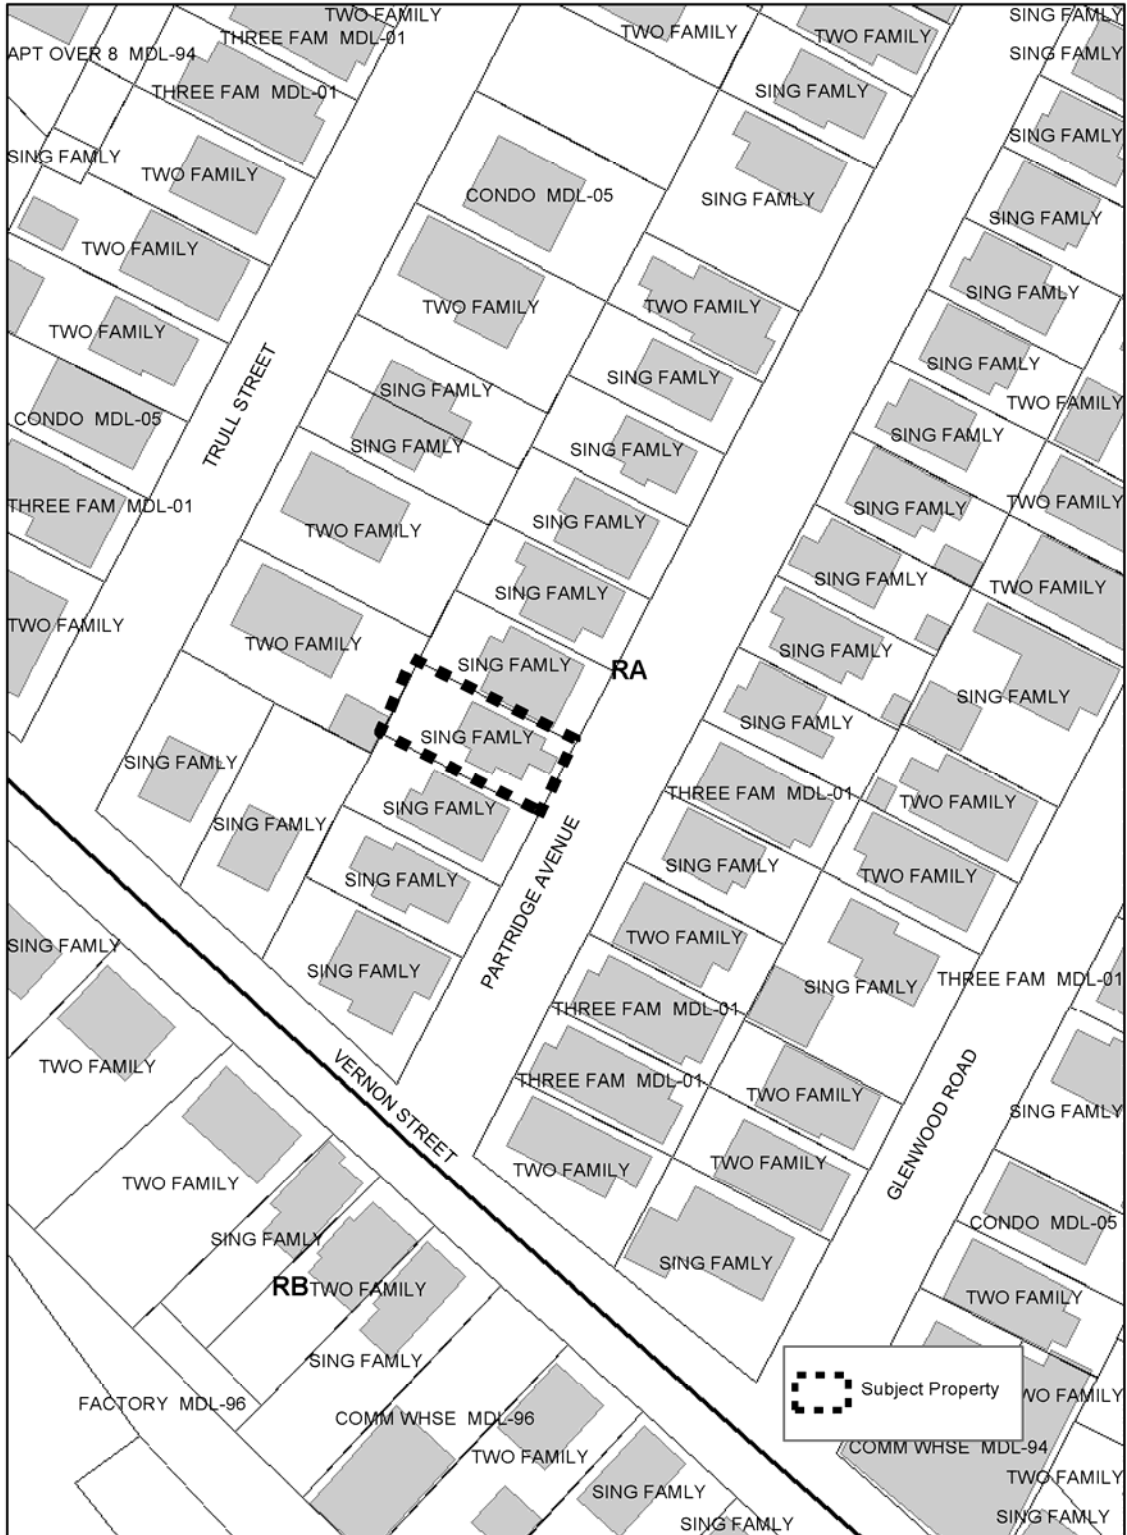 TWO FAMILY
SING FAMLY
THREE FAM MDL-01
TWO FAMILY
TWO FAMILY
APT OVER 8 MDL-94
SING FAMLY
THREE FAM MDL-01
SING FAMLY
SING FAMLY
SING FAMLY
TWO FAMILY
CONDO MDL-05
SING FAMLY
SING FAMLY
TWO FAMILY
SING FAMLY
TWO FAMILY
TWO FAMILY
TWO FAMILY
SING FAMLY
SING FAMLY
SING FAMLY
SING FAMLY
TWO FAMILY
TRULL STREET
CONDO MDL-05
SING FAMLY
SING FAMLY
SING FAMLY
THREE FAM MDL-01
TWO FAMILY
SING FAMLY
SING FAMLY
TWO FAMILY
SING FAMLY
SING FAMLY
TWO FAMILY
TWO FAMILY
TWO FAMILY
SING FAMLY
SING FAMLY
RA
SING FAMLY
SING FAMLY
SING FAMLY
SING FAMLY
SING FAMLY
THREE FAM MDL-01
TWO FAMILY
SING FAMLY
SING FAMLY
PARTRIDGE AVENUE
SING FAMLY
SING FAMLY
TWO FAMILY
SING FAMLY
TWO FAMILY
SING FAMLY
THREE FAM MDL-01
SING FAMLY
THREE FAM MDL-01
TWO FAMILY
VERNON STREET
THREE FAM MDL-01
TWO FAMILY
GLENWOOD ROAD
SING FAMLY
TWO FAMILY
TWO FAMILY
TWO FAMILY
SING FAMLY
SING FAMLY
CONDO MDL-05
RB
TWO FAMILY
TWO FAMILY
SING FAMLY
Subject Property
WO FAMILY
FACTORY MDL-96
COMM WHSE MDL-96
COMM WHSE MDL-94
TWO FAMILY
TWO FAMILY
SING FAMLY
SING FAMLY
SING FAMLY